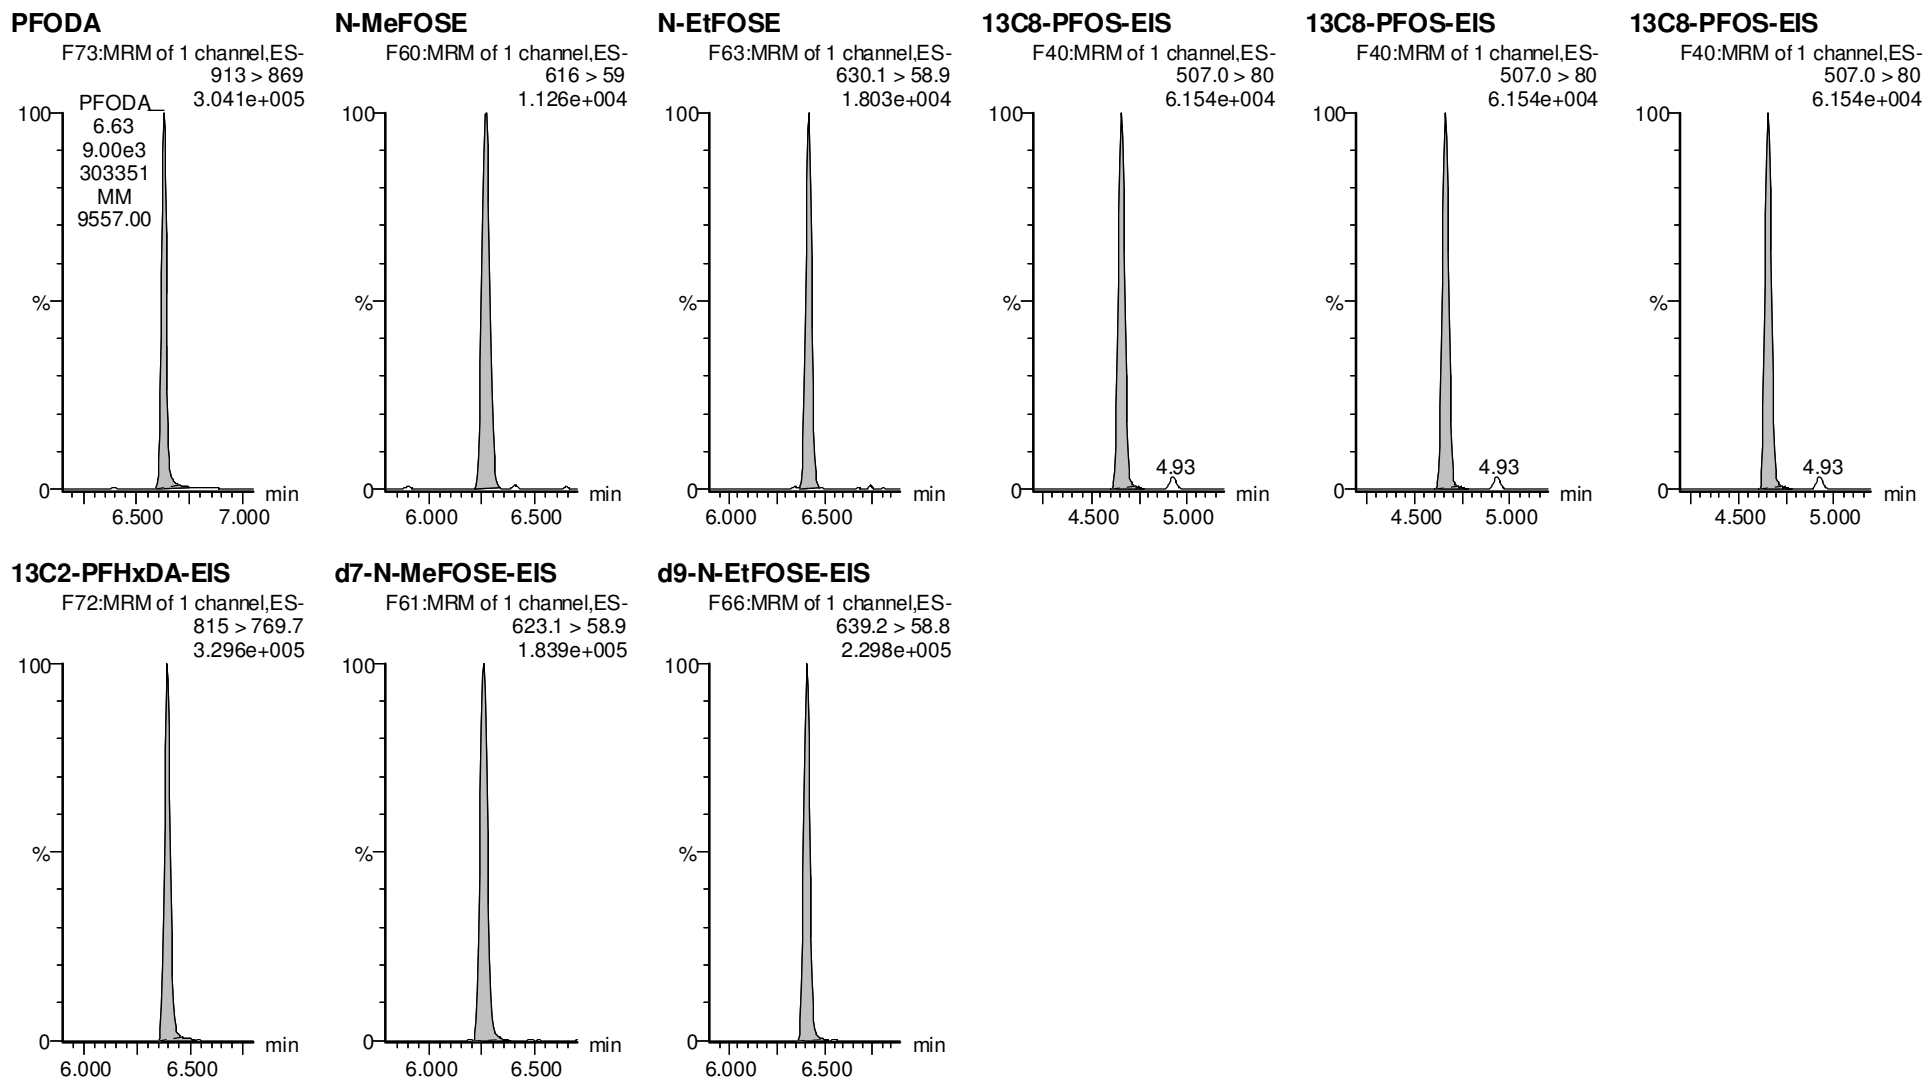 PFODA
F73:MRM of 1 channel,ES-
913 > 869
3.041e+005
100
PFODA
6.63
9.00e3
303351
MM
9557.00
%
0
min
6.500 7.000
N-MeFOSE
F60:MRM of 1 channel,ES-
616 > 59
1.126e+004
100
%
0
min
6.000 6.500
N-EtFOSE
F63:MRM of 1 channel,ES-
630.1 > 58.9
1.803e+004
100
%
0
min
6.000 6.500
13C8-PFOS-EIS
F40:MRM of 1 channel,ES-
507.0 > 80
6.154e+004
100
%
4.93
0
min
4.500 5.000
13C8-PFOS-EIS
F40:MRM of 1 channel,ES-
507.0 > 80
6.154e+004
100
%
4.93
0
min
4.500 5.000
13C8-PFOS-EIS
F40:MRM of 1 channel,ES-
507.0 > 80
6.154e+004
100
%
4.93
0
min
4.500 5.000
13C2-PFHxDA-EIS
F72:MRM of 1 channel,ES-
815 > 769.7
3.296e+005
100
%
0
min
6.000 6.500
d7-N-MeFOSE-EIS
F61:MRM of 1 channel,ES-
623.1 > 58.9
1.839e+005
100
%
0
min
6.000 6.500
d9-N-EtFOSE-EIS
F66:MRM of 1 channel,ES-
639.2 > 58.8
2.298e+005
100
%
0
min
6.000 6.500